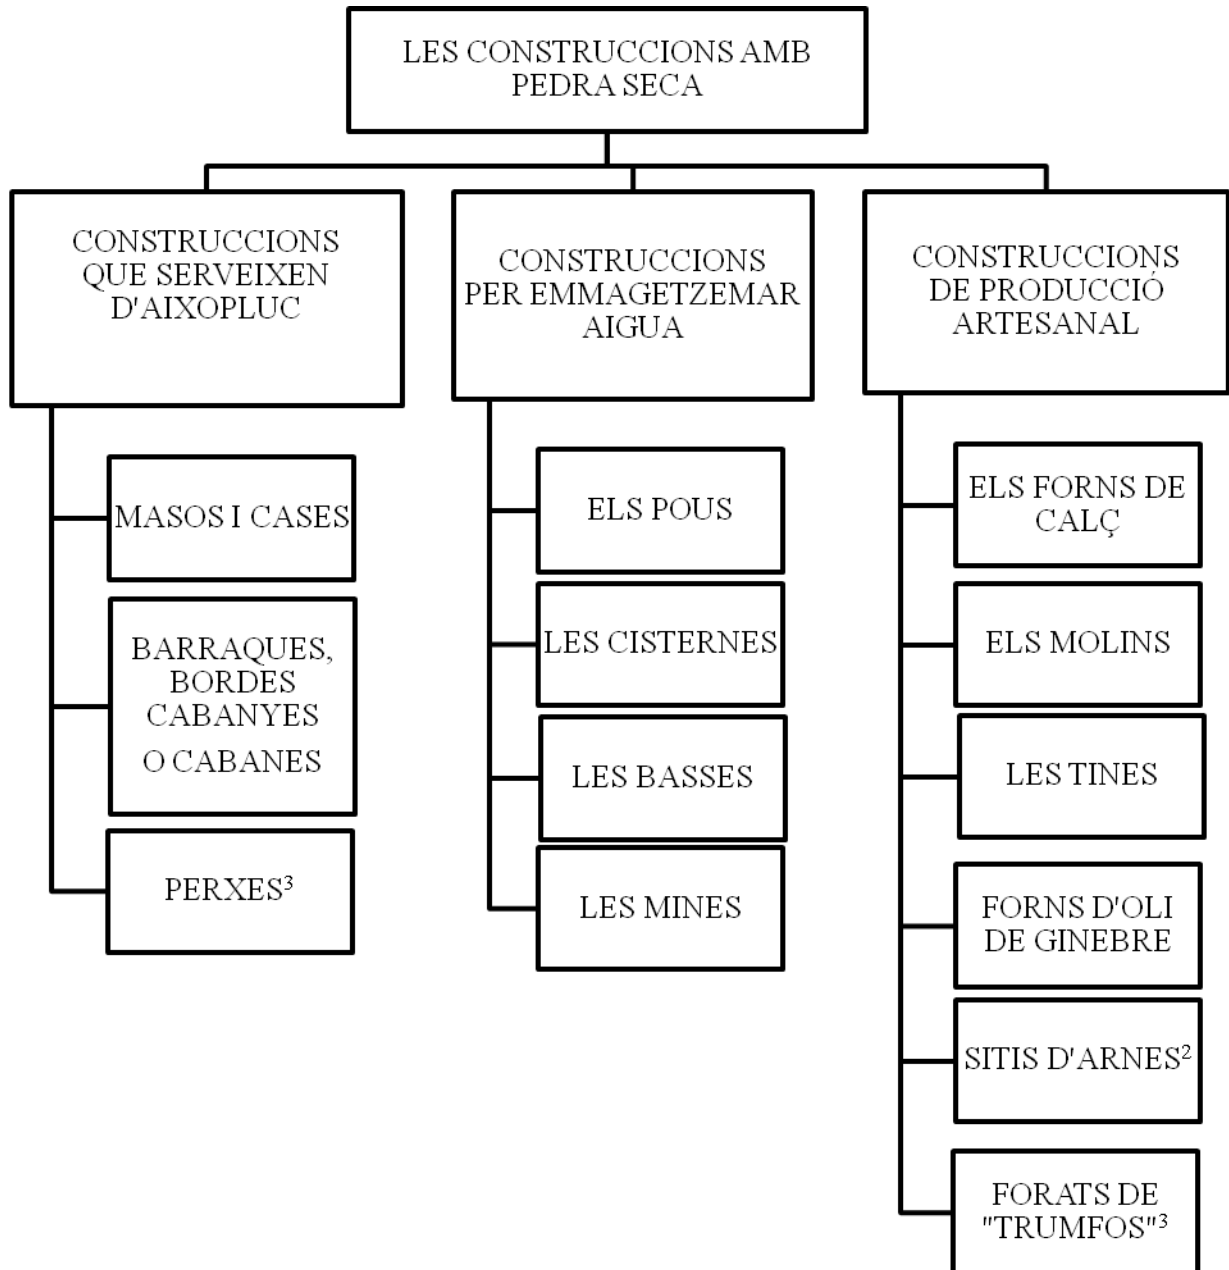 LES CONSTRUCCIONS AMB
PEDRA SECA
CONSTRUCCIONS
QUE SERVEIXEN
D'AIXOPLUC
MASOS I CASES
BARRAQUES,
BORDES
CABANYES
O CABANES
PERXES³
CONSTRUCCIONS
PER EMMAGETZEMAR
AIGUA
ELS POUS
LES CISTERNES
LES BASSES
LES MINES
CONSTRUCCIONS
DE PRODUCCIÓ
ARTESANAL
ELS FORNS DE
CALÇ
ELS MOLINS
LES TINES
FORNS D'OLI
DE GINEBRE
SITIS D'ARNES²
FORATS DE
"TRUMFOS"³